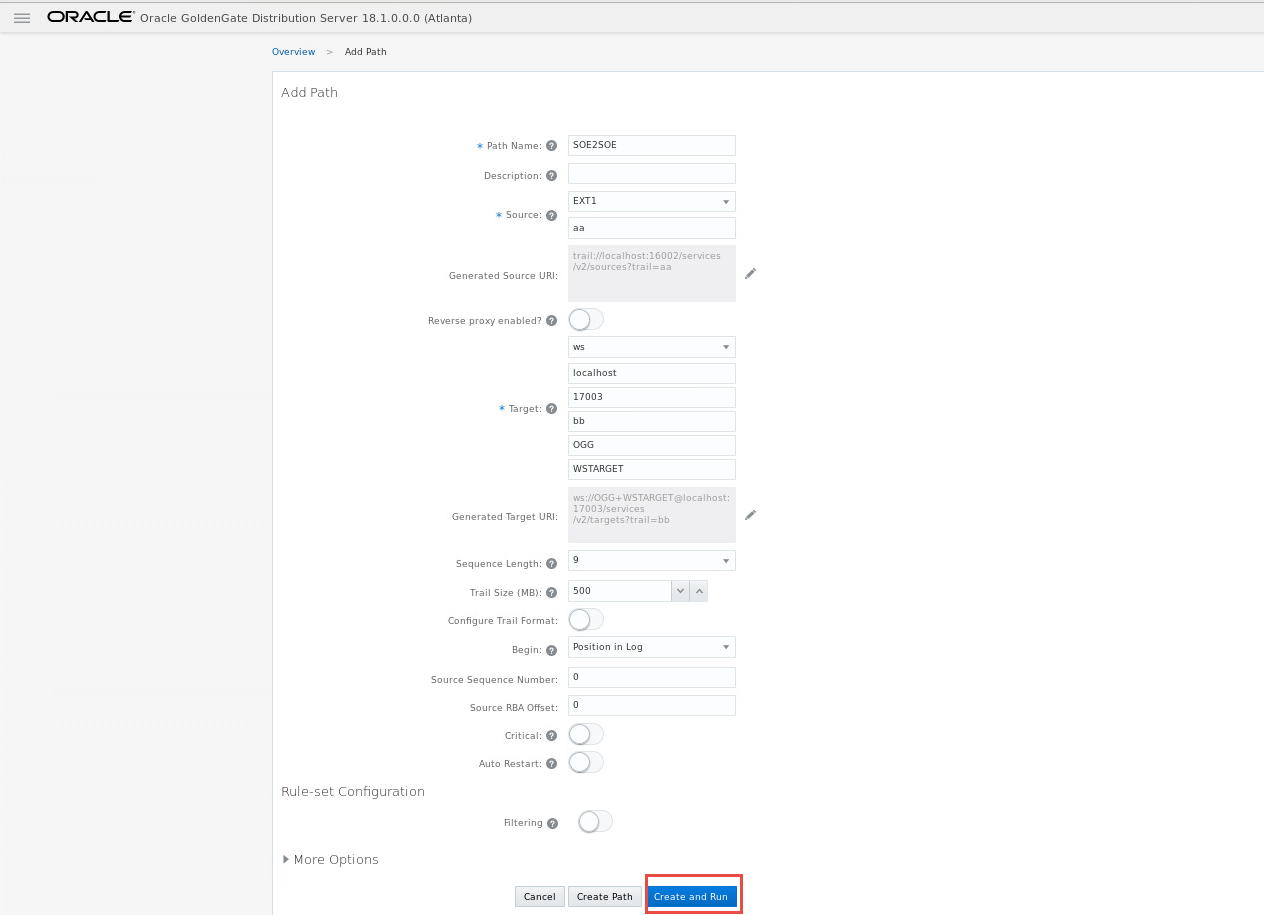 ORACLE Oracle GoldenGate Distribution Server 18.1.0.0.0 (Atlanta)
Overview > Add Path
Add Path
* Path Name: ? SOE2SOE
Description: ?
* Source: ? EXT1
aa
Generated Source URI: trail://localhost:16002/services
/v2/sources?trail=aa
Reverse proxy enabled? ?
* Target: ? ws
localhost
17003
bb
OGG
WSTARGET
Generated Target URI: ws://OGG+WSTARGET@localhost:
17003/services
/v2/targets?trail=bb
Sequence Length: ? 9
Trail Size (MB): ? 500
Configure Trail Format:
Begin: ? Position in Log
Source Sequence Number: 0
Source RBA Offset: 0
Critical: ?
Auto Restart: ?
Rule-set Configuration
Filtering ?
More Options
Cancel Create Path Create and Run